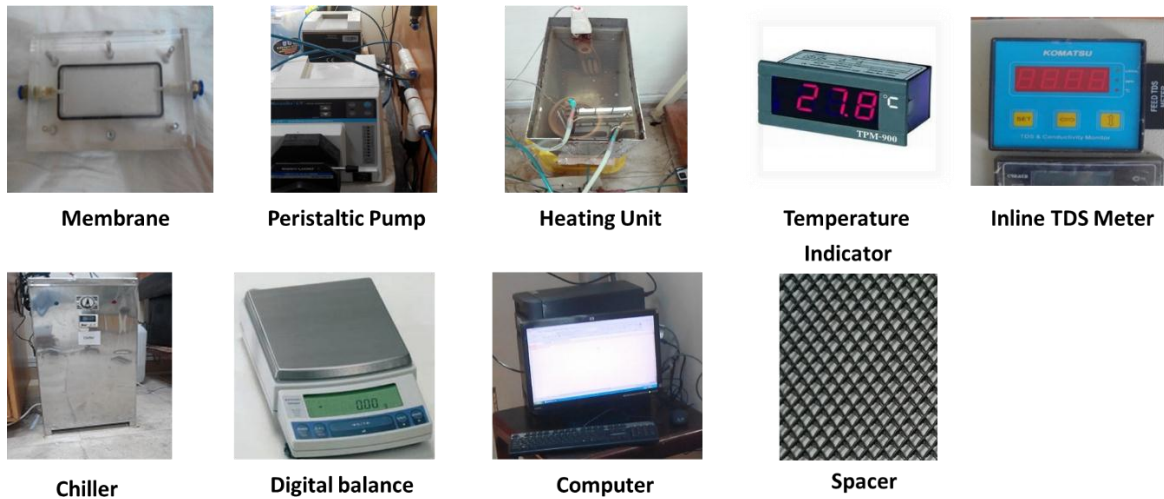 KOMATSU
27.8 °C
TPM-900
SET
TDS & Conductivity Monitor
FEED TDS
METER
Membrane
Peristaltic Pump
Heating Unit
Temperature
Indicator
Inline TDS Meter
0.00
Chiller
Digital balance
Computer
Spacer